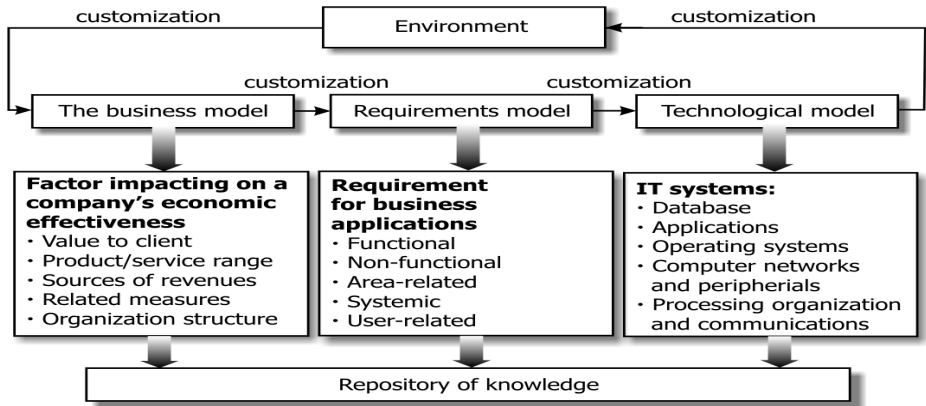 customization
Environment
customization
customization
customization
The business model
Requirements model
Technological model
Factor impacting on a
company's economic
effectiveness
· Value to client
· Product/service range
· Sources of revenues
· Related measures
· Organization structure
Requirement
for business
applications
· Functional
· Non-functional
· Area-related
· Systemic
· User-related
IT systems:
· Database
· Applications
· Operating systems
· Computer networks
and peripherials
· Processing organization
and communications
Repository of knowledge